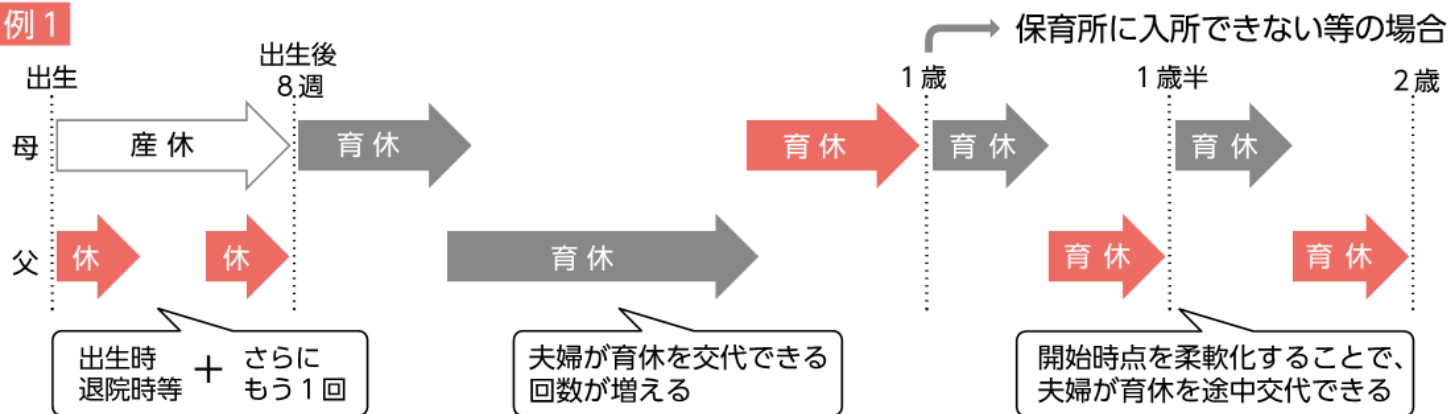 例1
保育所に入所できない等の場合
出生
出生後
8週
1歳
1歳半
2歳
母
産休
育休
育休
育休
育休
父
休
休
育休
育休
育休
出生時
退院時等
＋
さらに
もう1回
夫婦が育休を交代できる
回数が増える
開始時点を柔軟化することで、
夫婦が育休を途中交代できる